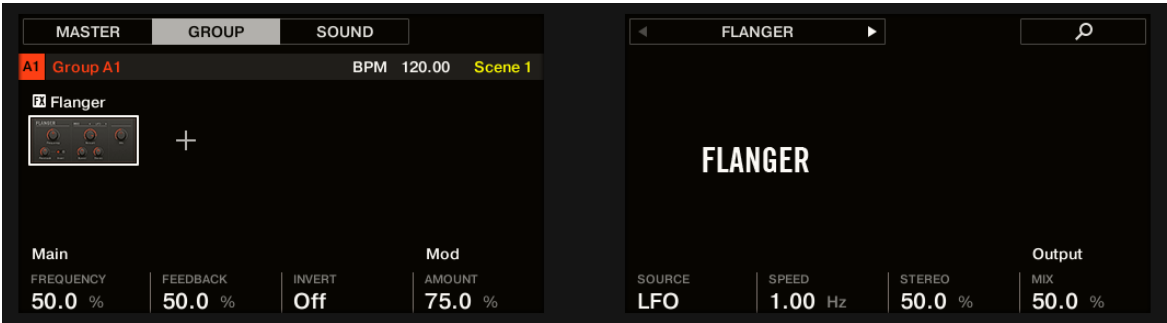 MASTER GROUP SOUND
A1 Group A1 BPM 120.00 Scene 1
FX Flanger
FLANGER
+
Main Mod
FREQUENCY FEEDBACK INVERT AMOUNT
50.0 % 50.0 % Off 75.0 %
FLANGER
FLANGER
Output
SOURCE SPEED STEREO MIX
LFO 1.00 Hz 50.0 % 50.0 %